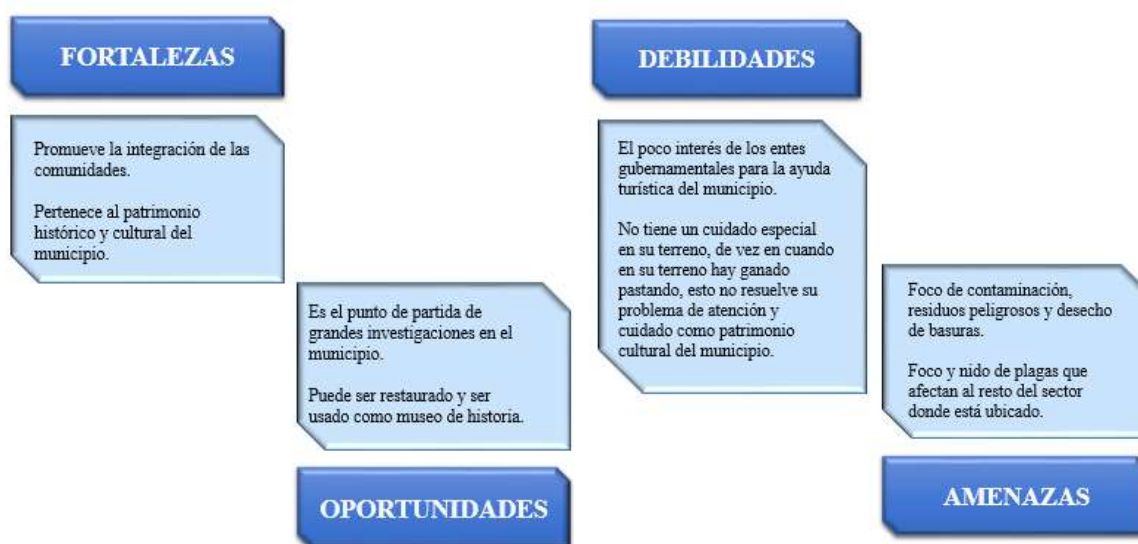 FORTALEZAS
Promueve la integración de las
comunidades.
Pertenece al patrimonio
histórico y cultural del
municipio.
Es el punto de partida de
grandes investigaciones en el
municipio.
Puede ser restaurado y ser
usado como museo de historia.
OPORTUNIDADES
DEBILIDADES
El poco interés de los entes
gubernamentales para la ayuda
turística del municipio.
No tiene un cuidado especial
en su terreno, de vez en cuando
en su terreno hay ganado
pastando, esto no resuelve su
problema de atención y
cuidado como patrimonio
cultural del municipio.
Foco de contaminación,
residuos peligrosos y desecho
de basuras.
Foco y nido de plagas que
afectan al resto del sector
donde está ubicado.
AMENAZAS